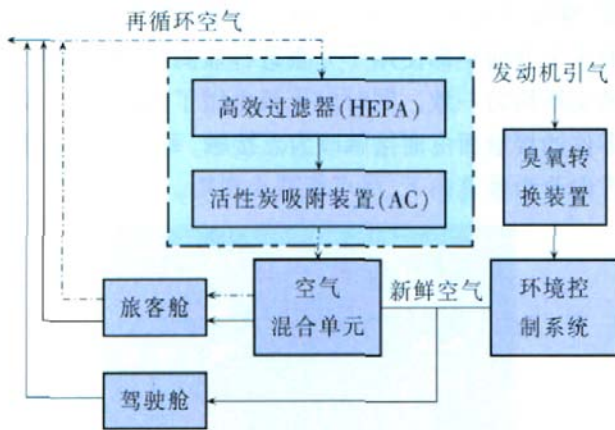 再循环空气
发动机引气
高效过滤器(HEPA)
臭氧转
换装置
活性炭吸附装置(AC)
旅客舱
空气
混合单元
新鲜空气
环境控
制系统
驾驶舱